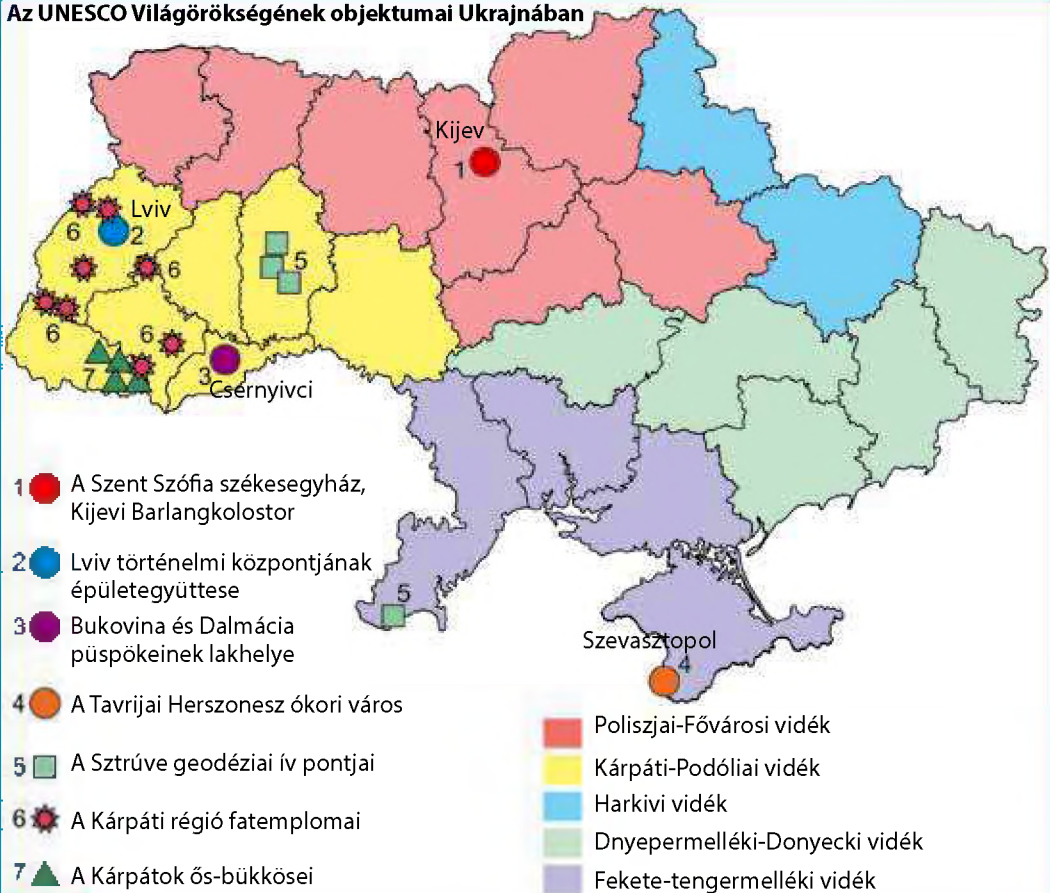 Az UNESCO Világörökségének objektumai Ukrajnában
Kijev
1
Lviv
6
2
6
5
6
6
7
3
Csernyivci
5
Szevasztopol
4
1 A Szent Szófia székesegyház,
Kijevi Barlangkolostor
2 Lviv történelmi központjának
épületegyüttese
3 Bukovina és Dalmácia
püspökeinek lakhelye
4 A Tavrijai Herszonesz ókori város
5 A Sztrúve geodéziai ív pontjai
6 A Kárpáti régió fatemplomai
7 A Kárpátok ős-bükkösei
Poliszjai-Fővárosi vidék
Kárpáti-Podóliai vidék
Harkivi vidék
Dnyepermelléki-Donyecki vidék
Fekete-tengermelléki vidék